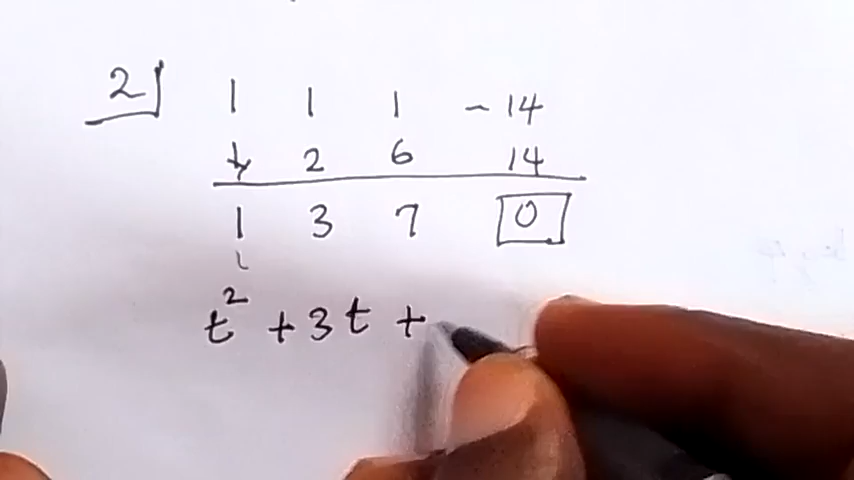 2| 1 1 1 -14
↓ 2 6 14
1 3 7 0
t² + 3t +